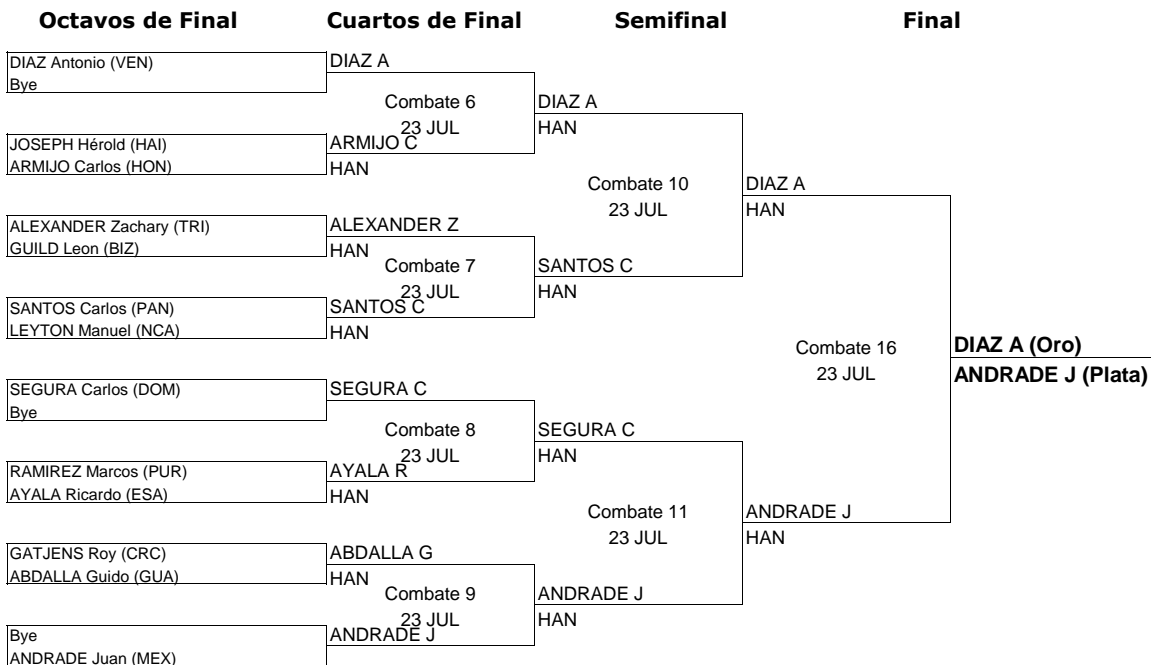 Octavos de Final
Cuartos de Final
Semifinal
Final
DIAZ Antonio (VEN)
Bye
DIAZ A
Combate 6
23 JUL
DIAZ A
HAN
JOSEPH Hérold (HAI)
ARMIJO Carlos (HON)
ARMIJO C
HAN
Combate 10
23 JUL
DIAZ A
HAN
ALEXANDER Zachary (TRI)
GUILD Leon (BIZ)
ALEXANDER Z
HAN
Combate 7
23 JUL
SANTOS C
HAN
SANTOS Carlos (PAN)
LEYTON Manuel (NCA)
SANTOS C
HAN
Combate 16
23 JUL
DIAZ A (Oro)
ANDRADE J (Plata)
SEGURA Carlos (DOM)
Bye
SEGURA C
Combate 8
23 JUL
SEGURA C
HAN
RAMIREZ Marcos (PUR)
AYALA Ricardo (ESA)
AYALA R
HAN
Combate 11
23 JUL
ANDRADE J
HAN
GATJENS Roy (CRC)
ABDALLA Guido (GUA)
ABDALLA G
HAN
Combate 9
23 JUL
ANDRADE J
HAN
Bye
ANDRADE Juan (MEX)
ANDRADE J